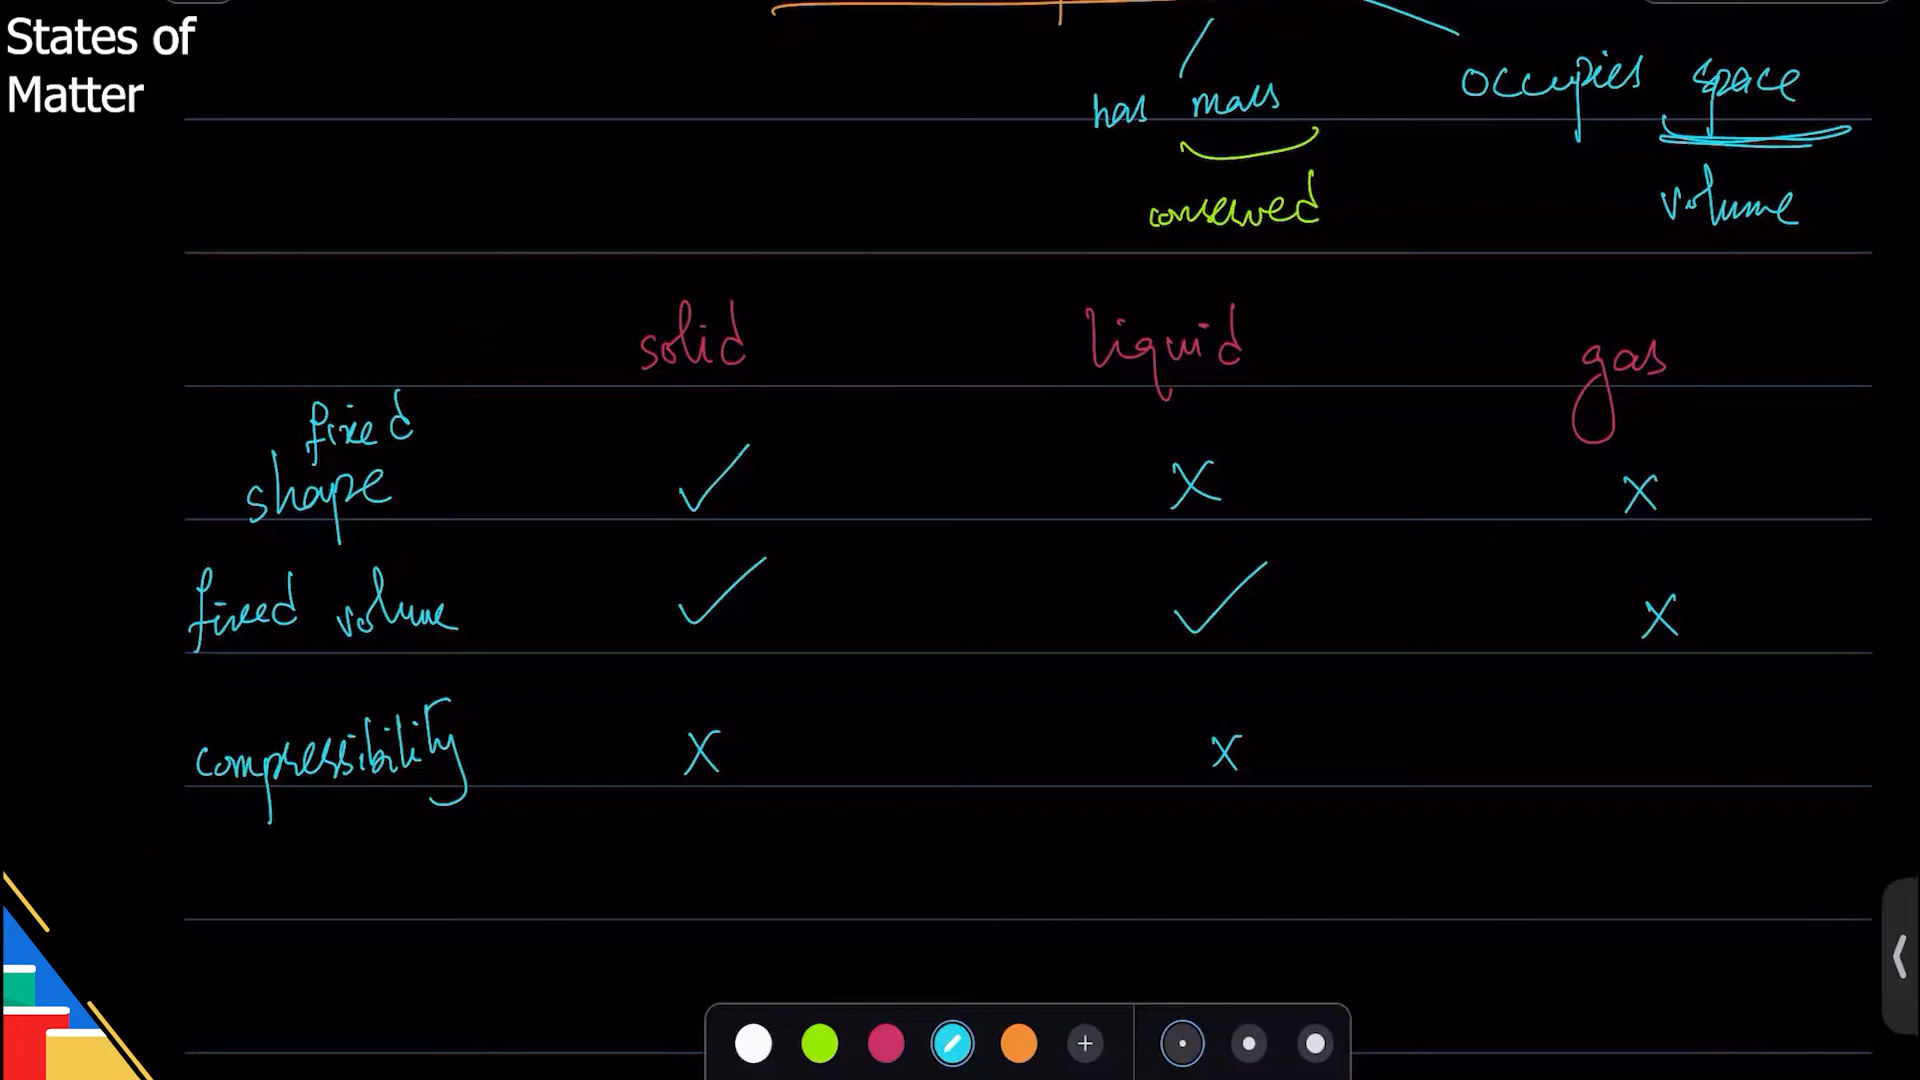 States of
Matter
has mass
occupies space
conserved
volume
solid liquid gas
fixed
shape ✓ X X
fixed volume ✓ ✓ X
compressibility X X